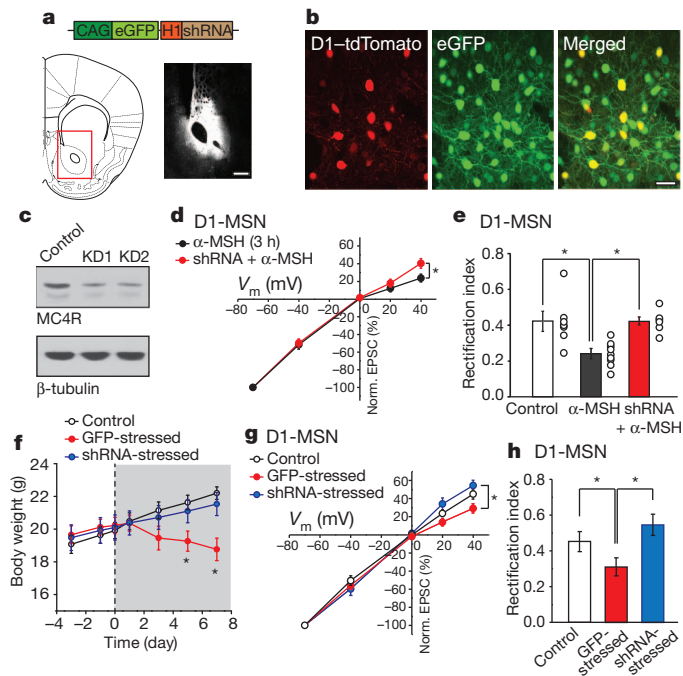 a
CAG eGFP H1 shRNA
b
D1–tdTomato eGFP Merged
c
Control KD1 KD2
MC4R
β-tubulin
d D1-MSN
α-MSH (3 h)
shRNA + α-MSH
Vm (mV)
−80 −60 −40 −20 0 20 40
60
40
20
−20
−40
−60
−80
−100
Norm. EPSC (%)
*
e D1-MSN
Rectification index
0.8
0.6
0.4
0.2
0
* *
Control α-MSH shRNA
+ α-MSH
f
Control
GFP-stressed
shRNA-stressed
Body weight (g)
24
22
20
18
16
−4 −2 0 2 4 6 8
Time (day)
* *
g D1-MSN
Control
GFP-stressed
shRNA-stressed
Vm (mV)
−80 −60 −40 −20 0 20 40
60
40
20
−20
−40
−60
−80
−100
Norm. EPSC (%)
*
h D1-MSN
Rectification index
0.8
0.6
0.4
0.2
0
* *
Control
GFP-
stressed
shRNA-
stressed